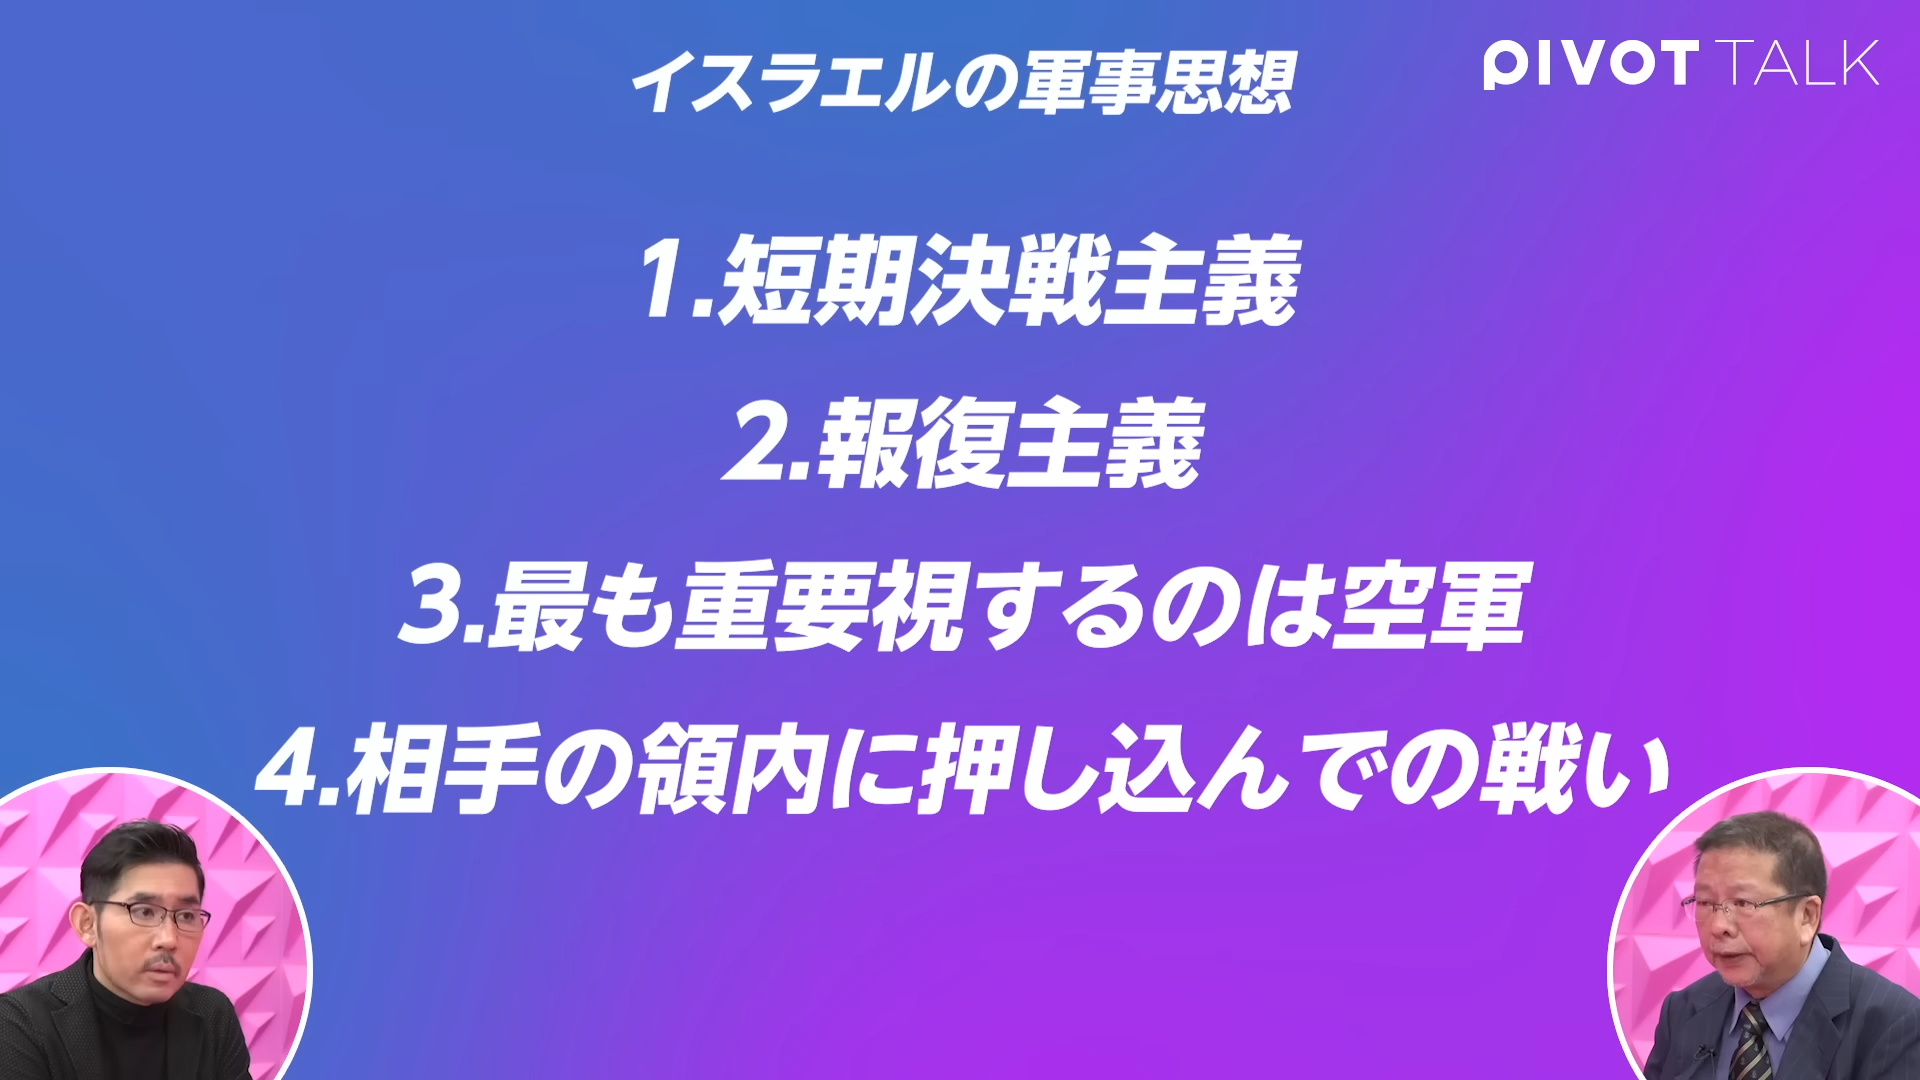 イスラエルの軍事思想
PIVOT TALK
1.短期決戦主義
2.報復主義
3.最も重要視するのは空軍
4.相手の領内に押し込んでの戦い